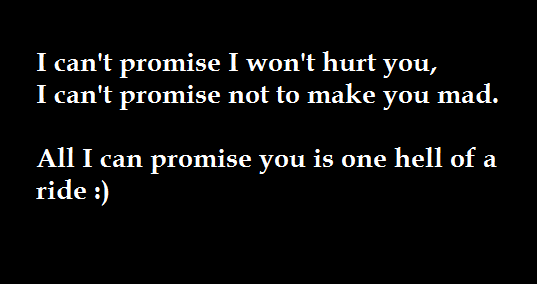 I can't promise I won't hurt you,
I can't promise not to make you mad.
All I can promise you is one hell of a
ride :)